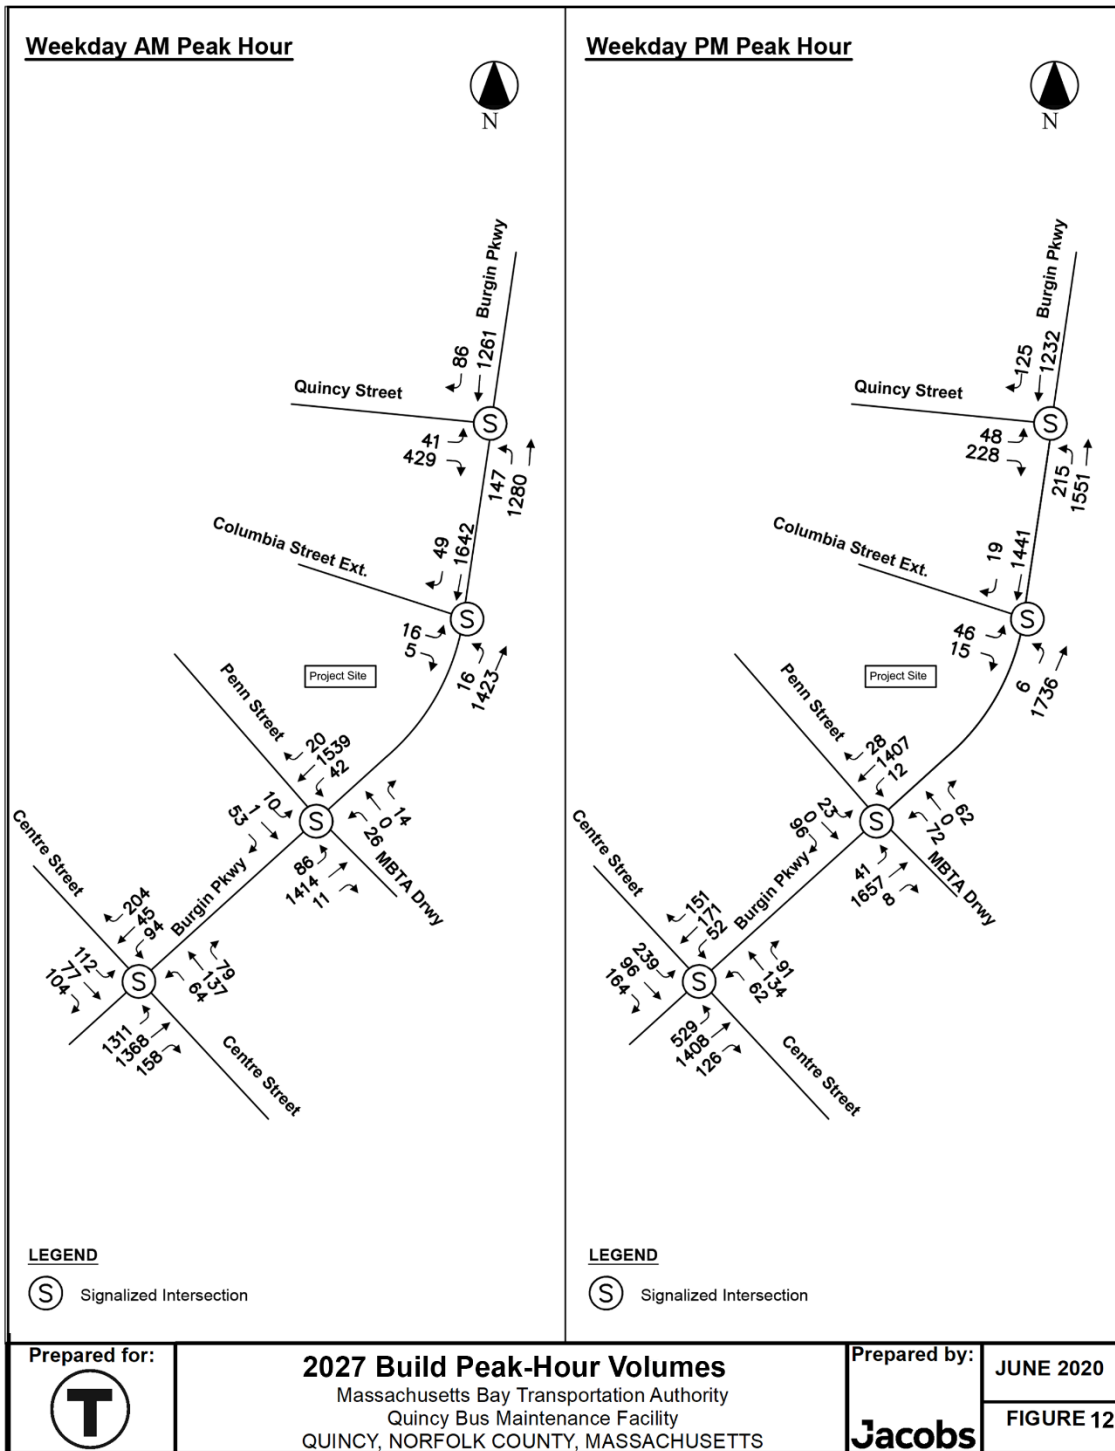 Weekday AM Peak Hour
N
Burgin Pkwy
86
1261
Quincy Street
S
41
429
147
1280
Columbia Street Ext.
49
1642
S
16
5
16
1423
Project Site
Penn Street
20
1539
42
10
1
53
S
14
0
26
86
1414
11
MBTA Drwy
Burgin Pkwy
Centre Street
204
45
94
112
77
104
S
79
137
64
1311
1368
158
Centre Street
LEGEND
S Signalized Intersection
Weekday PM Peak Hour
N
Burgin Pkwy
125
1232
Quincy Street
S
48
228
215
1551
Columbia Street Ext.
19
1441
S
46
15
6
1736
Project Site
Penn Street
28
1407
12
23
0
96
S
62
0
72
41
1657
8
MBTA Drwy
Burgin Pkwy
Centre Street
151
171
52
239
96
164
S
91
134
62
529
1408
126
Centre Street
LEGEND
S Signalized Intersection
Prepared for:
T
2027 Build Peak-Hour Volumes
Massachusetts Bay Transportation Authority
Quincy Bus Maintenance Facility
QUINCY, NORFOLK COUNTY, MASSACHUSETTS
Prepared by:
Jacobs
JUNE 2020
FIGURE 12